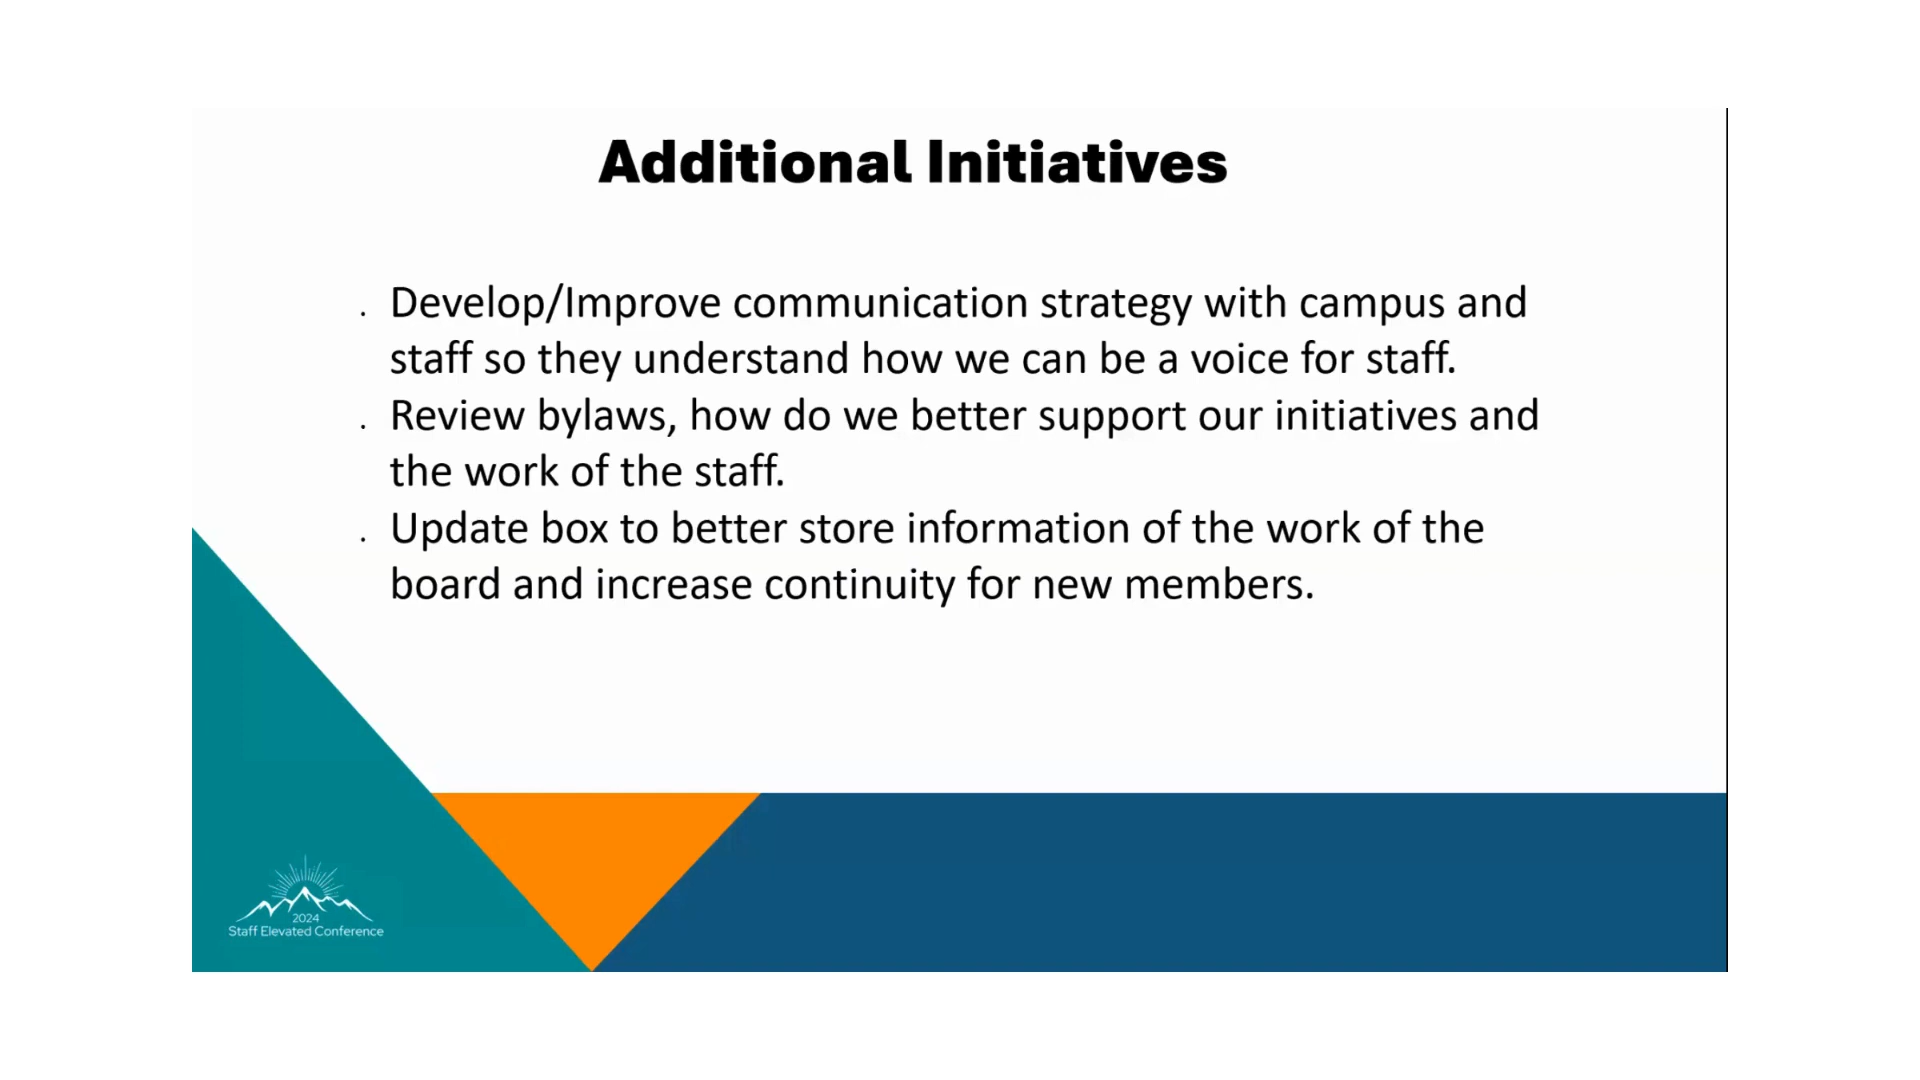 Additional Initiatives
. Develop/Improve communication strategy with campus and
staff so they understand how we can be a voice for staff.
. Review bylaws, how do we better support our initiatives and
the work of the staff.
. Update box to better store information of the work of the
board and increase continuity for new members.
2024
Staff Elevated Conference